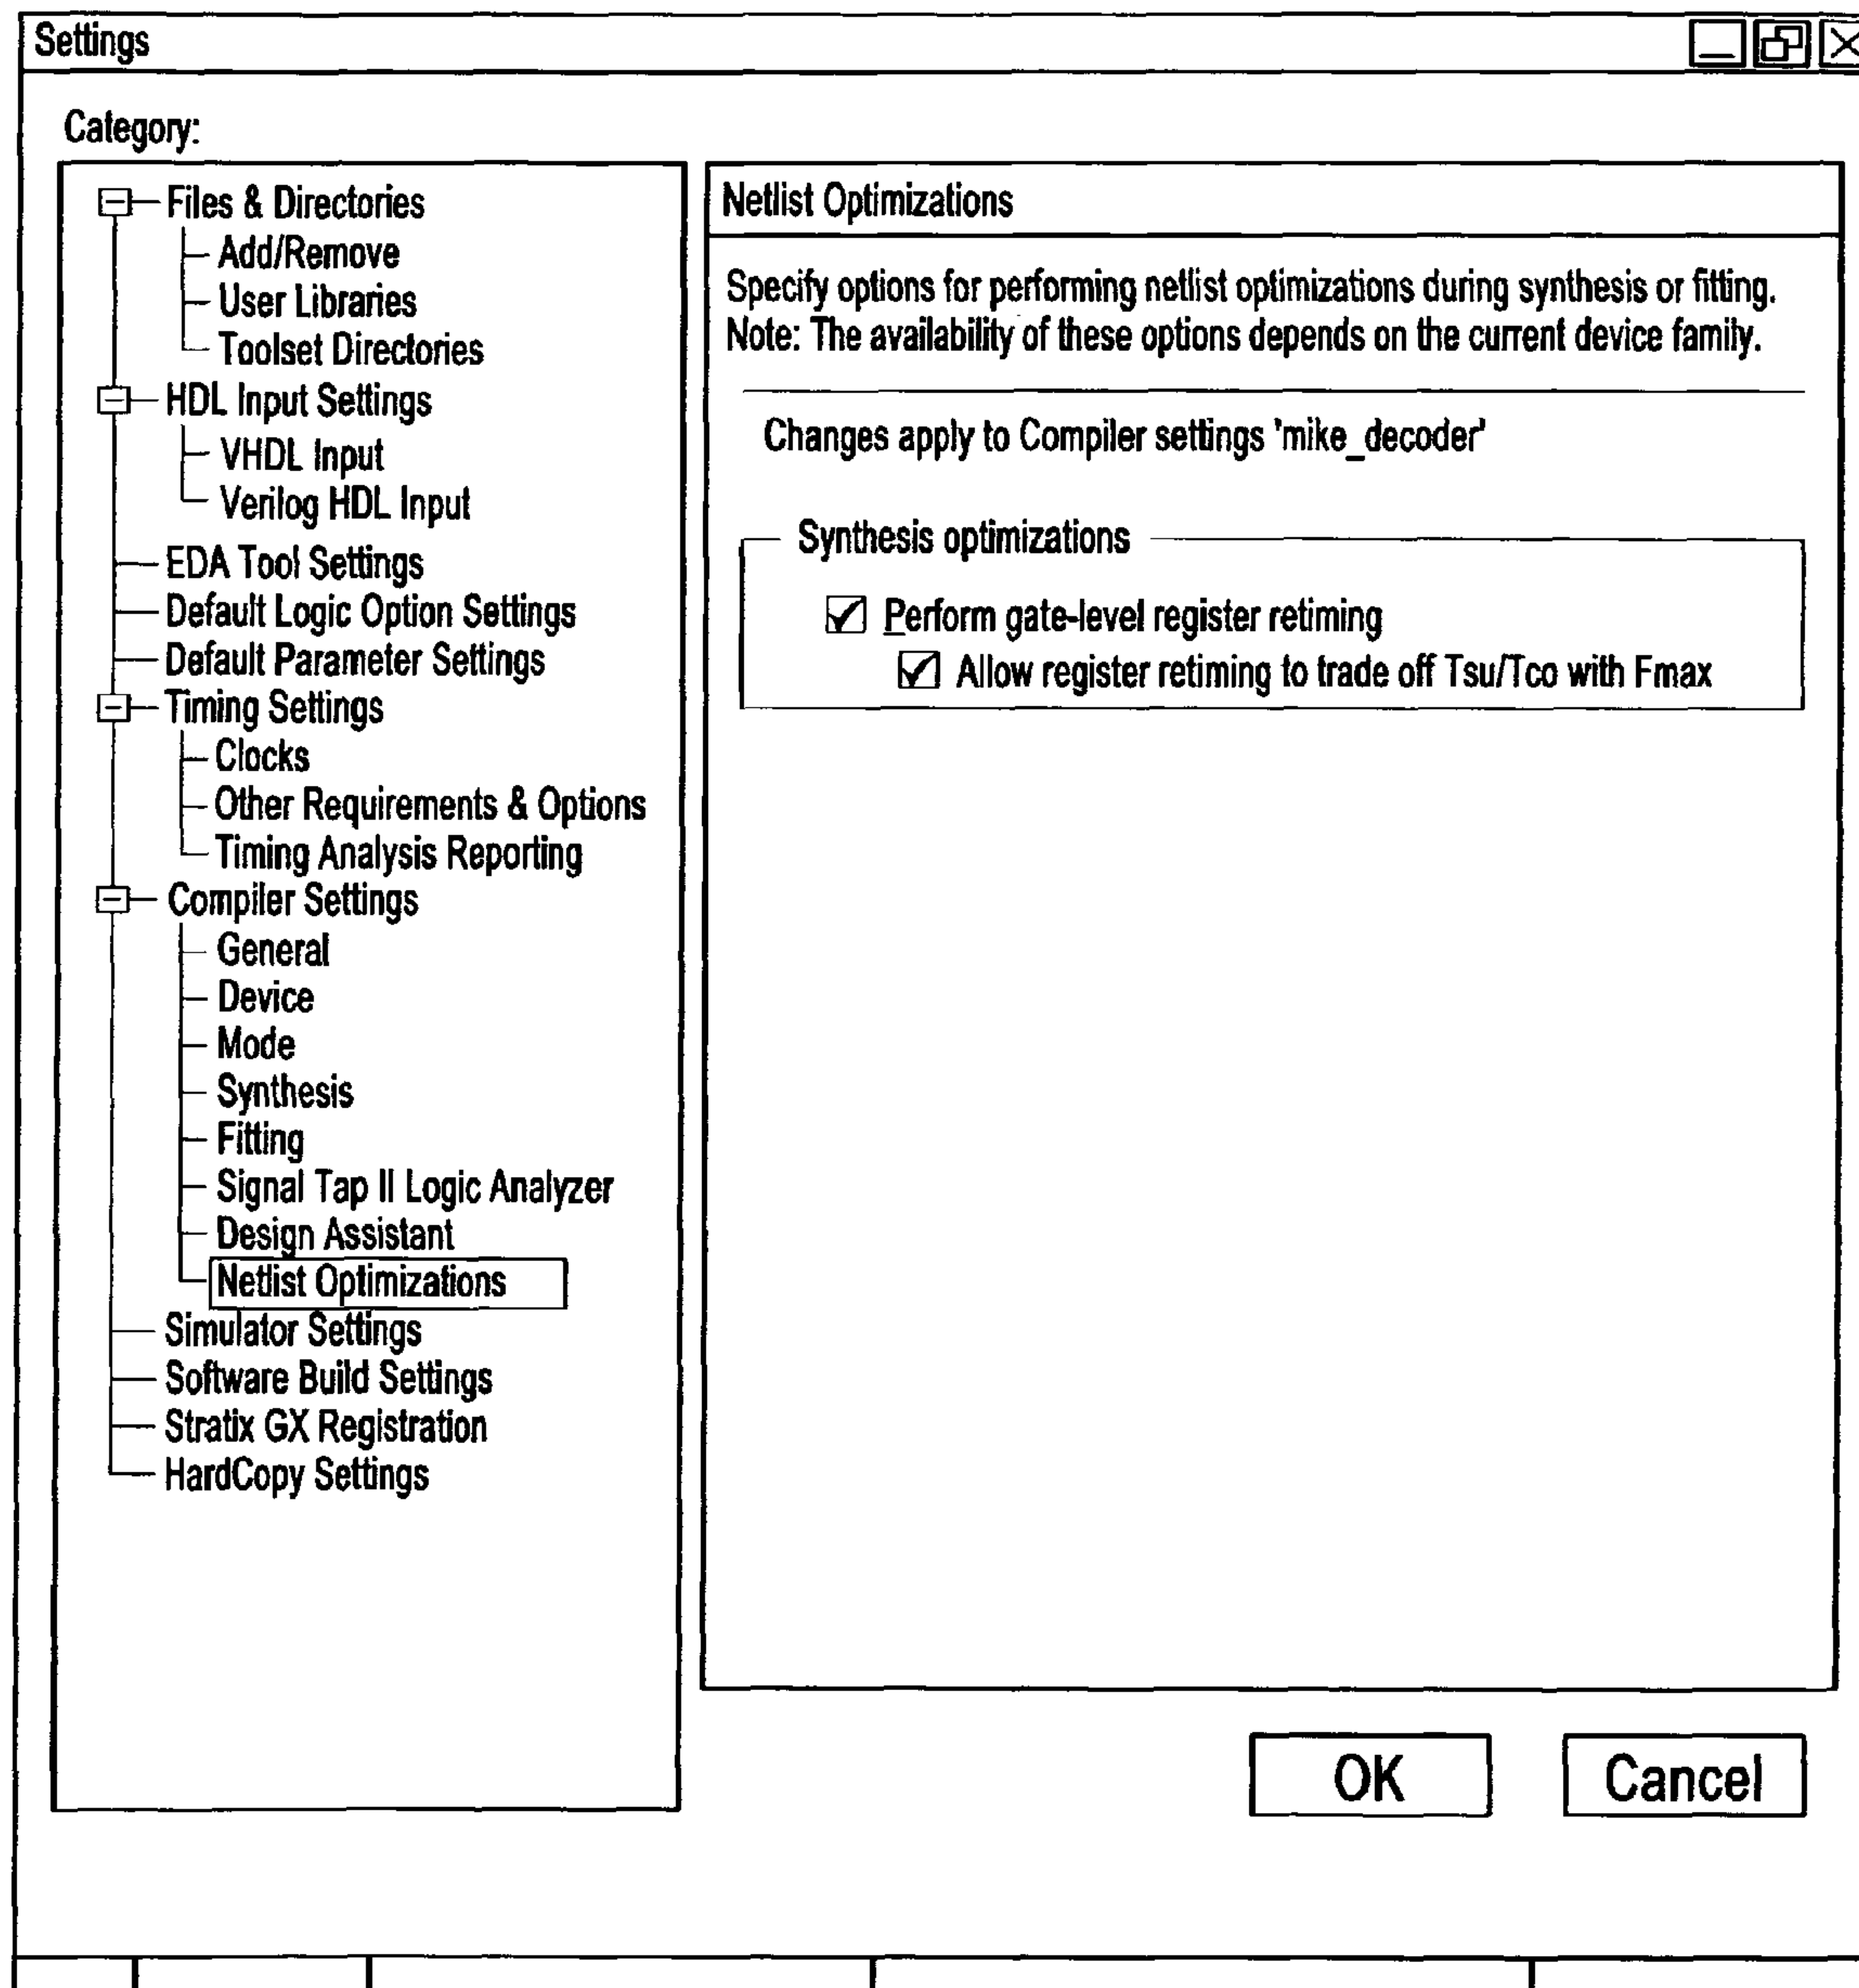 Settings
Category:
Files & Directories
Add/Remove
User Libraries
Toolset Directories
HDL Input Settings
VHDL Input
Verilog HDL Input
EDA Tool Settings
Default Logic Option Settings
Default Parameter Settings
Timing Settings
Clocks
Other Requirements & Options
Timing Analysis Reporting
Compiler Settings
General
Device
Mode
Synthesis
Fitting
Signal Tap II Logic Analyzer
Design Assistant
Netlist Optimizations
Simulator Settings
Software Build Settings
Stratix GX Registration
HardCopy Settings
Netlist Optimizations
Specify options for performing netlist optimizations during synthesis or fitting.
Note: The availability of these options depends on the current device family.
Changes apply to Compiler settings 'mike_decoder'
Synthesis optimizations
Perform gate-level register retiming
Allow register retiming to trade off Tsu/Tco with Fmax
OK
Cancel